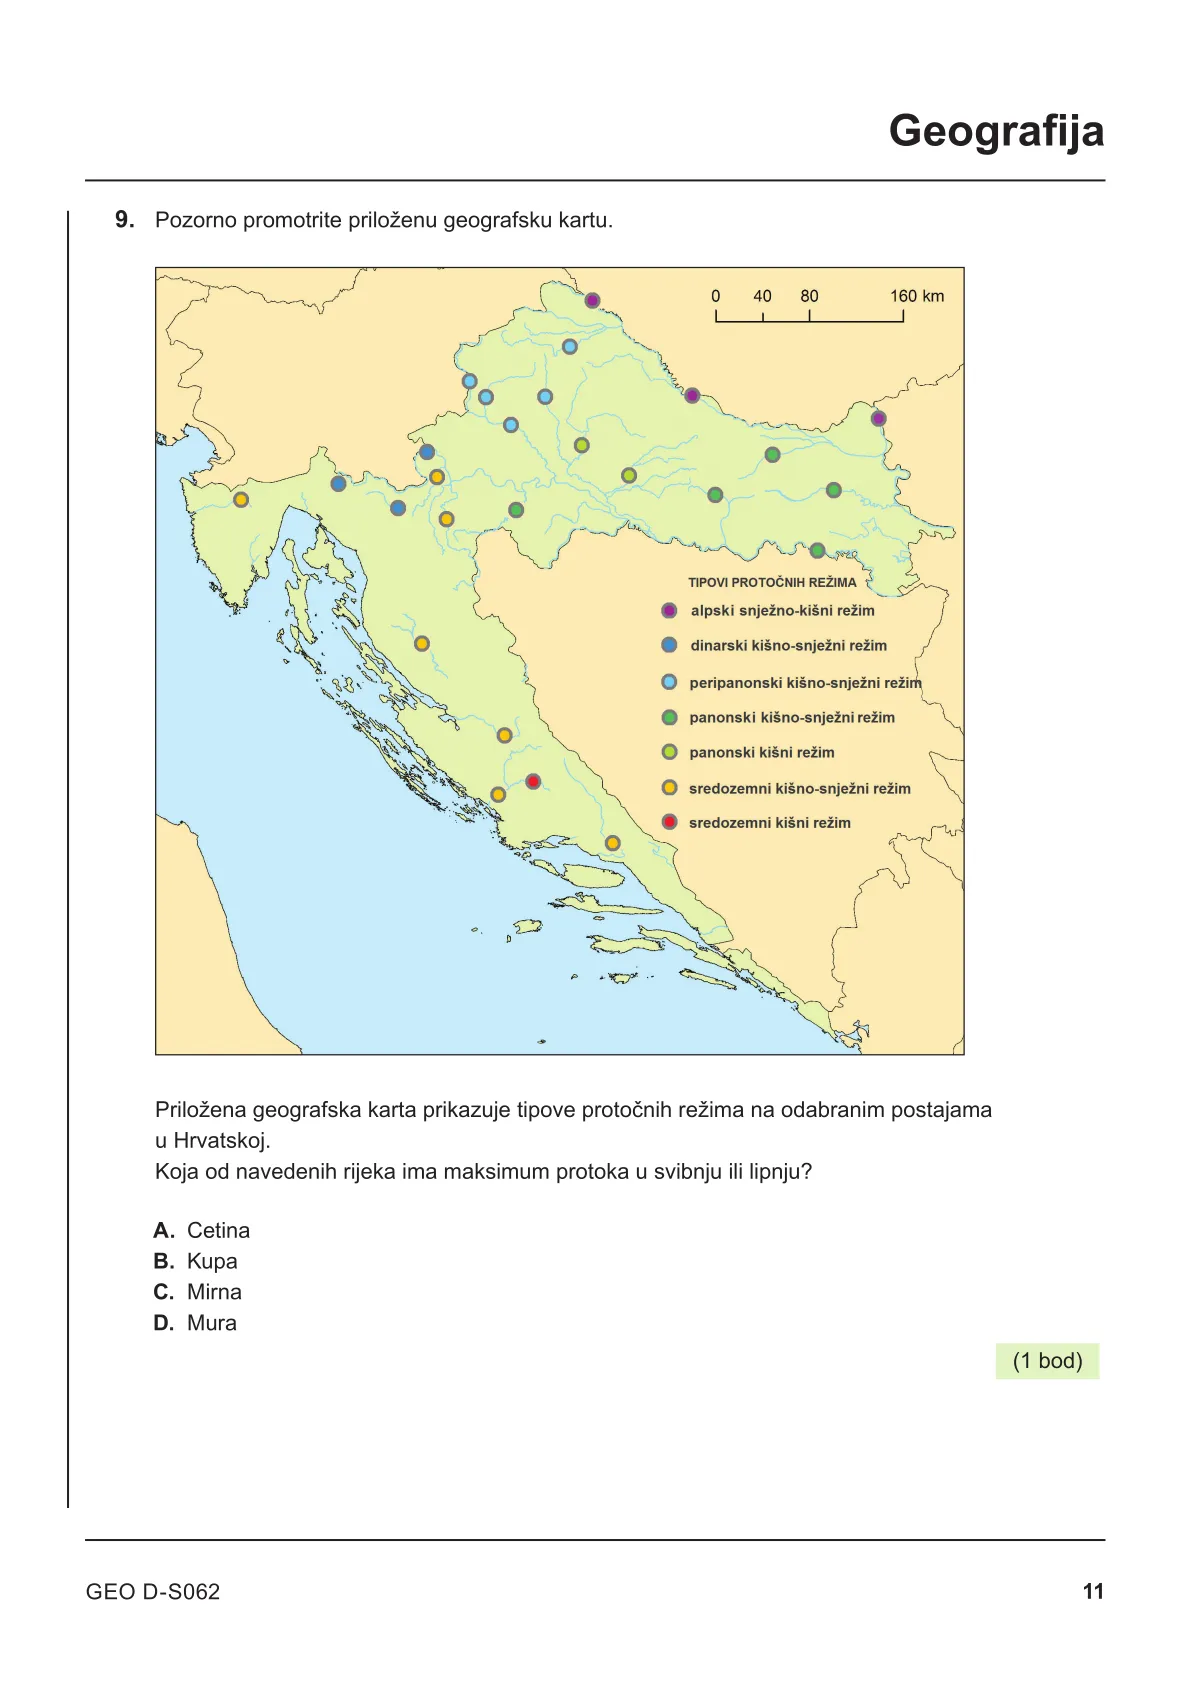 Geografija
9. Pozorno promotrite priloženu geografsku kartu.
0 40 80 160 km
TIPOVI PROTOČNIH REŽIMA
alpski snježno-kišni režim
dinarski kišno-snježni režim
peripanonski kišno-snježni režim
panonski kišno-snježni režim
panonski kišni režim
sredozemni kišno-snježni režim
sredozemni kišni režim
Priložena geografska karta prikazuje tipove protočnih režima na odabranim postajama
u Hrvatskoj.
Koja od navedenih rijeka ima maksimum protoka u svibnju ili lipnju?
A. Cetina
B. Kupa
C. Mirna
D. Mura
(1 bod)
GEO D-S062
11